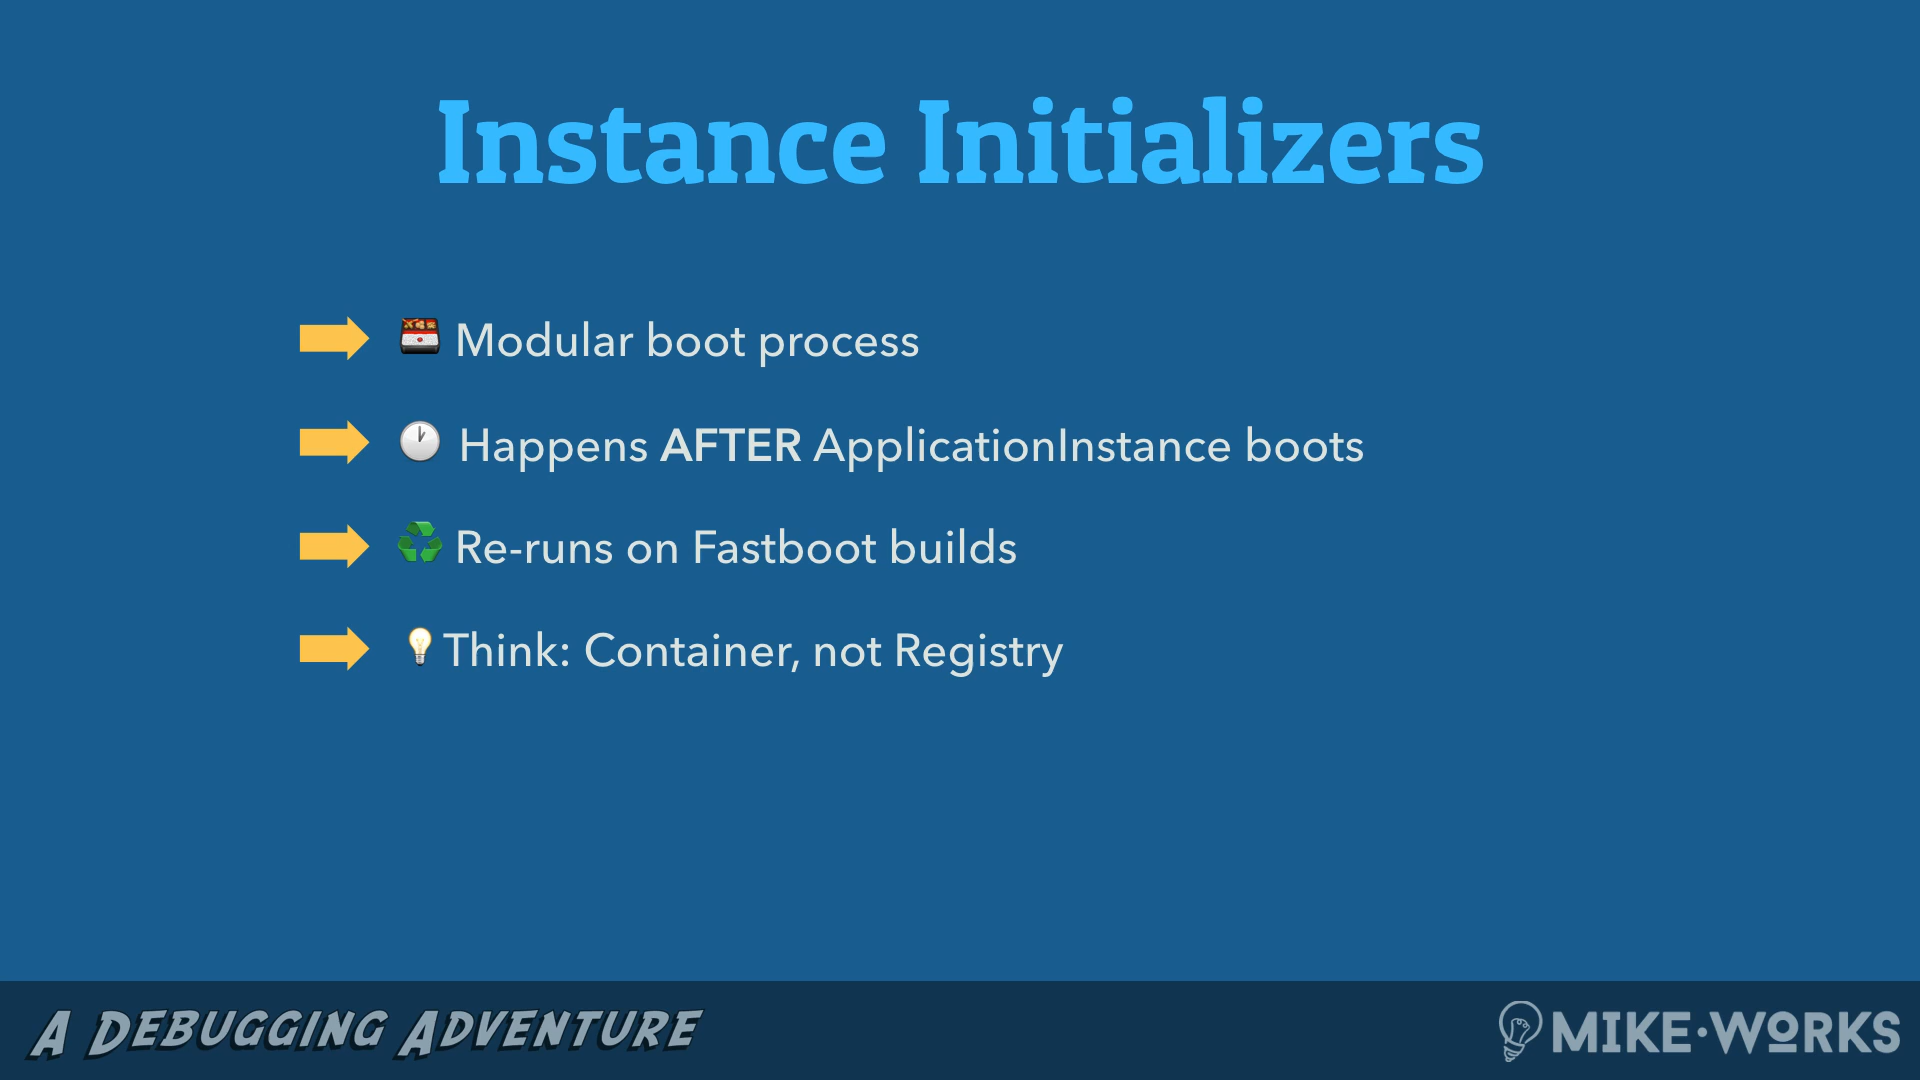 Instance Initializers
🍱 Modular boot process
🕐 Happens AFTER ApplicationInstance boots
♻️ Re-runs on Fastboot builds
💡Think: Container, not Registry
A DEBUGGING ADVENTURE
MIKE·WORKS